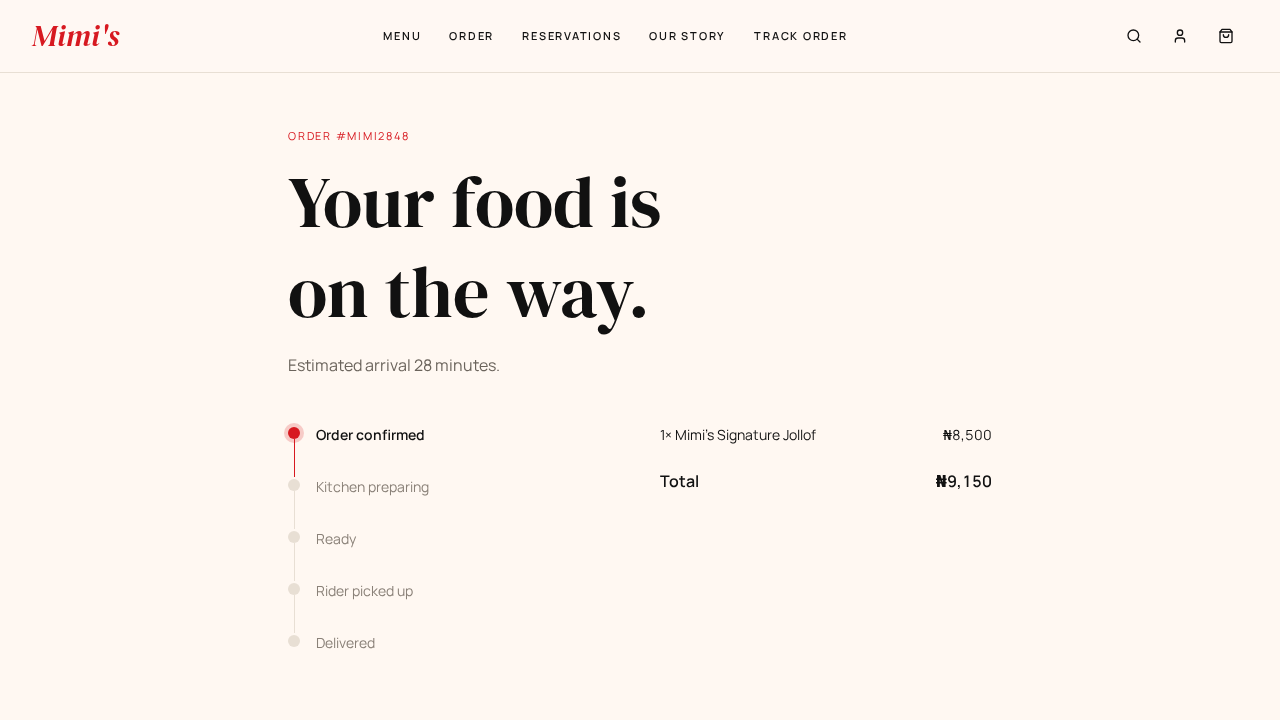 Mimi's
MENU ORDER RESERVATIONS OUR STORY TRACK ORDER
ORDER #MIMI2848
Your food is
on the way.
Estimated arrival 28 minutes.
Order confirmed
Kitchen preparing
Ready
Rider picked up
Delivered
1× Mimi's Signature Jollof ₦8,500
Total ₦9,150